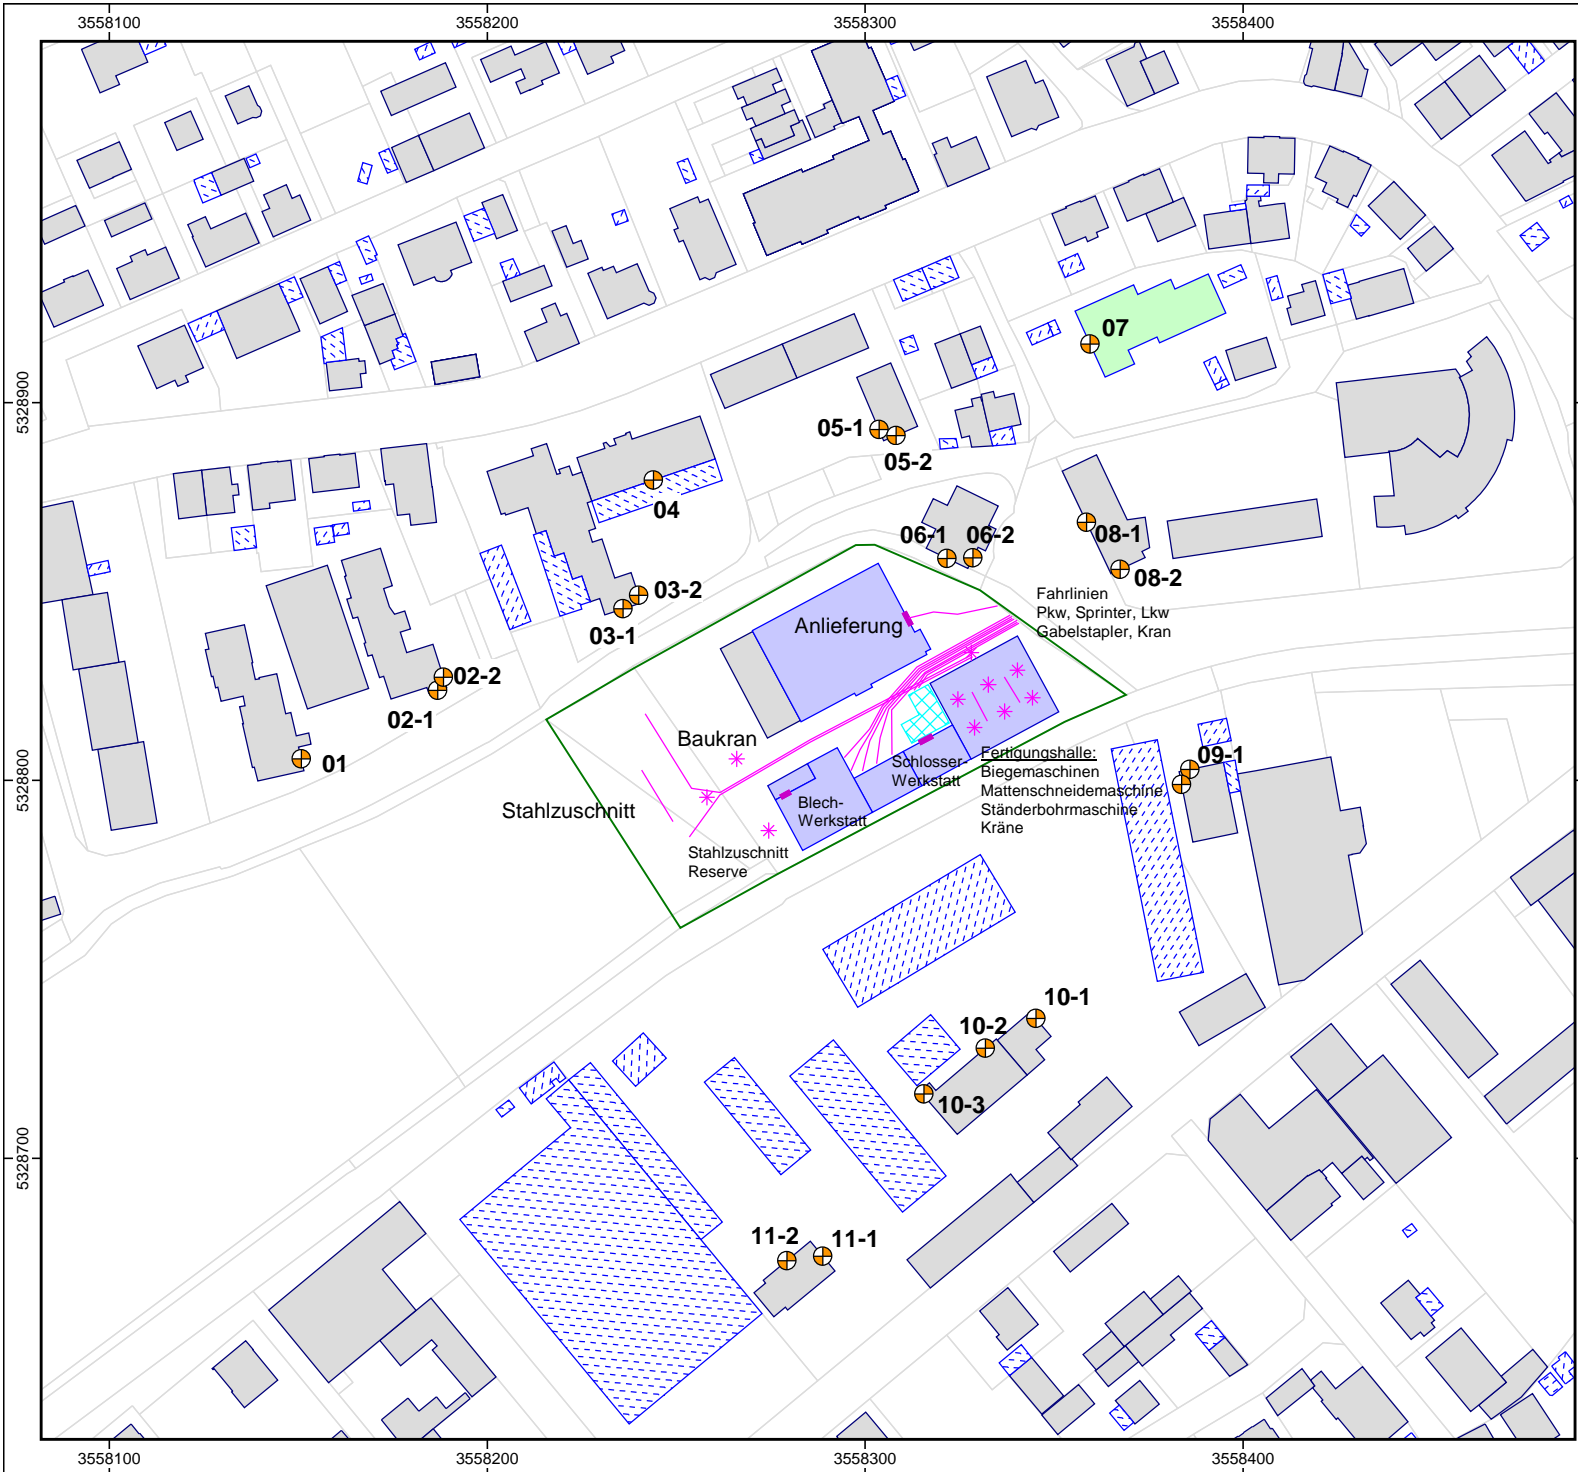 3558100
3558200
3558300
3558400
5328900
5328800
5328700
07
05-1
05-2
04
06-1
06-2
08-1
08-2
03-2
03-1
Fahrlinien
Pkw, Sprinter, Lkw
Gabelstapler, Kran
Anlieferung
02-2
02-1
01
Baukran
Stahlzuschnitt
Schlosser-
Werkstatt
Blech-
Werkstatt
Fertigungshalle:
Biegemaschinen
Mattenschneidemaschine
Ständerbohrmaschine
Kräne
09-1
Stahlzuschnitt
Reserve
10-1
10-2
10-3
11-2
11-1
3558100
3558200
3558300
3558400